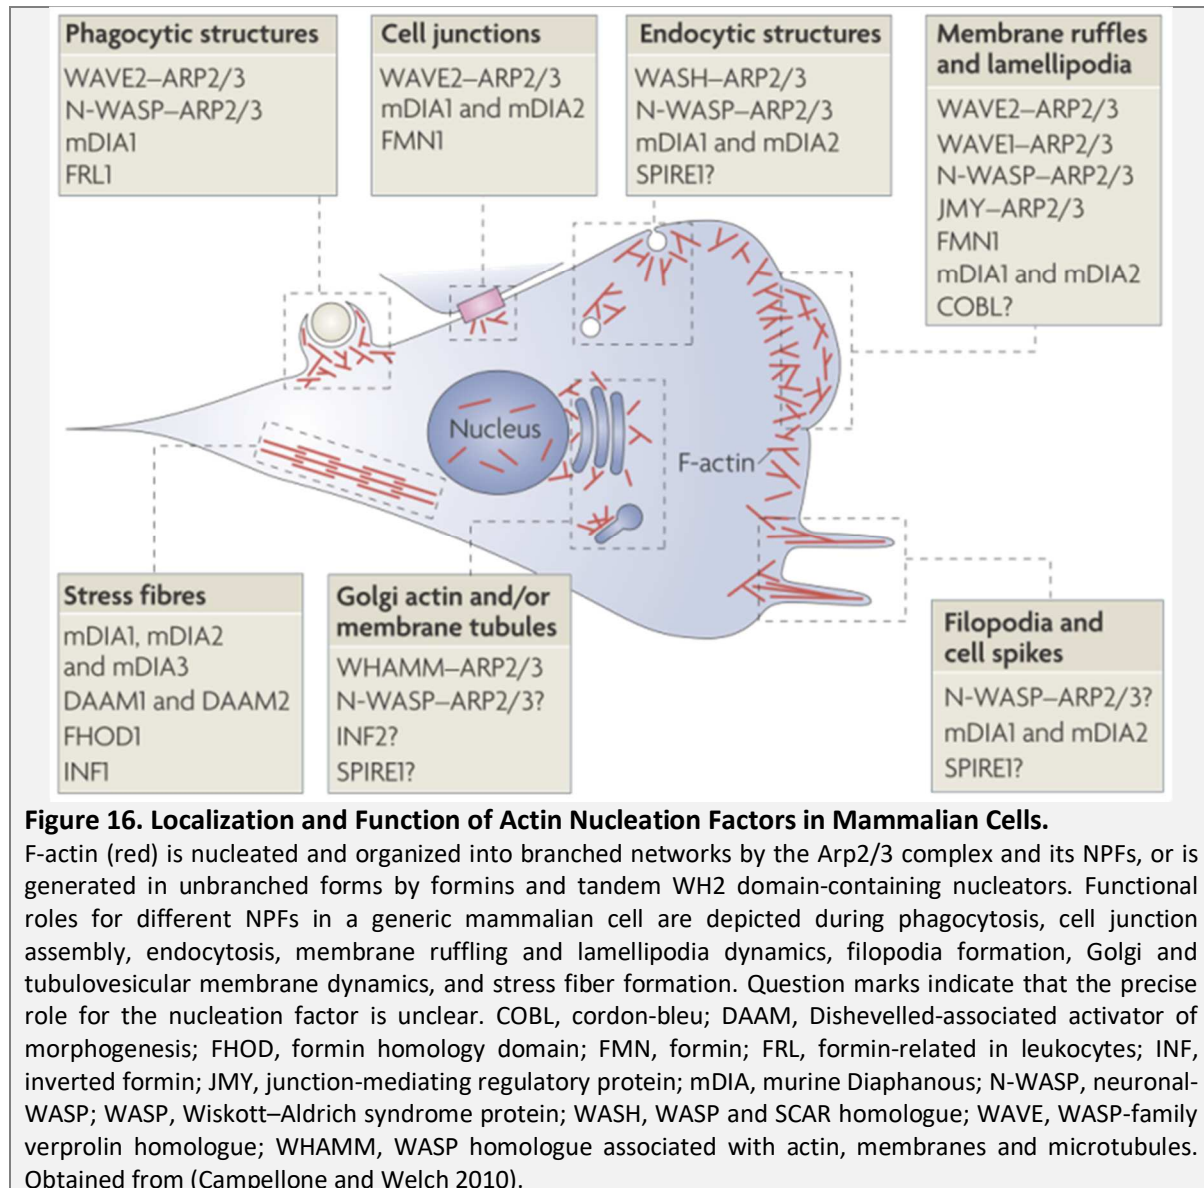 Phagocytic structures
WAVE2–ARP2/3
N-WASP–ARP2/3
mDIA1
FRL1
Cell junctions
WAVE2–ARP2/3
mDIA1 and mDIA2
FMN1
Endocytic structures
WASH–ARP2/3
N-WASP–ARP2/3
mDIA1 and mDIA2
SPIRE1?
Membrane ruffles
and lamellipodia
WAVE2–ARP2/3
WAVE1–ARP2/3
N-WASP–ARP2/3
JMY–ARP2/3
FMN1
mDIA1 and mDIA2
COBL?
Nucleus
F-actin
Stress fibres
mDIA1, mDIA2
and mDIA3
DAAM1 and DAAM2
FHOD1
INF1
Golgi actin and/or
membrane tubules
WHAMM–ARP2/3
N-WASP–ARP2/3?
INF2?
SPIRE1?
Filopodia and
cell spikes
N-WASP–ARP2/3?
mDIA1 and mDIA2
SPIRE1?
Figure 16. Localization and Function of Actin Nucleation Factors in Mammalian Cells.
F-actin (red) is nucleated and organized into branched networks by the Arp2/3 complex and its NPFs, or is
generated in unbranched forms by formins and tandem WH2 domain-containing nucleators. Functional
roles for different NPFs in a generic mammalian cell are depicted during phagocytosis, cell junction
assembly, endocytosis, membrane ruffling and lamellipodia dynamics, filopodia formation, Golgi and
tubulovesicular membrane dynamics, and stress fiber formation. Question marks indicate that the precise
role for the nucleation factor is unclear. COBL, cordon-bleu; DAAM, Dishevelled-associated activator of
morphogenesis; FHOD, formin homology domain; FMN, formin; FRL, formin-related in leukocytes; INF,
inverted formin; JMY, junction-mediating regulatory protein; mDIA, murine Diaphanous; N-WASP, neuronal-
WASP; WASP, Wiskott–Aldrich syndrome protein; WASH, WASP and SCAR homologue; WAVE, WASP-family
verprolin homologue; WHAMM, WASP homologue associated with actin, membranes and microtubules.
Obtained from (Campellone and Welch 2010).